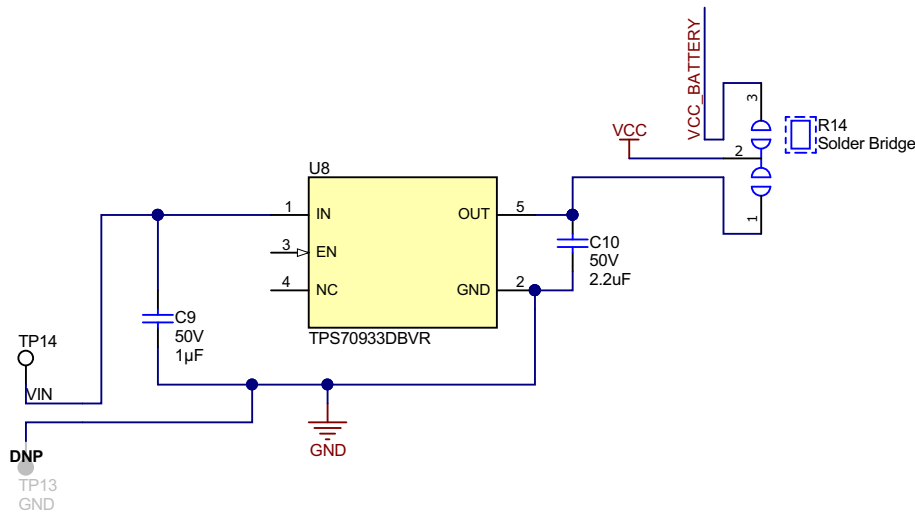 VCC_BATTERY
3
R14
Solder Bridge
VCC
2
1
U8
1
IN
OUT
5
3
EN
4
NC
GND
2
C10
50V
2.2uF
TPS70933DBVR
C9
50V
1µF
TP14
VIN
GND
DNP
TP13
GND